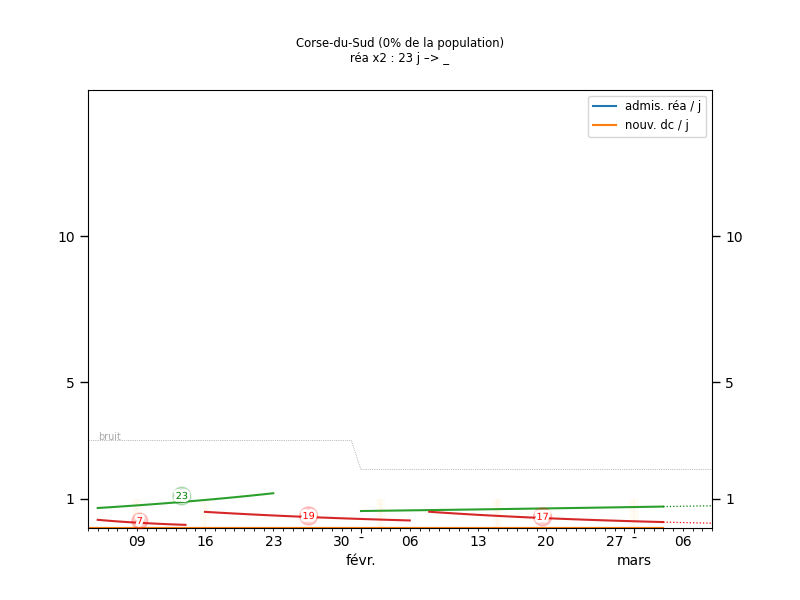 Corse-du-Sud (0% de la population)
réa x2 : 23 j –> _
admis. réa / j
nouv. dc / j
10 10
5 5
bruit
23
1 1
7 19 17
09 16 23 30 - 06 13 20 27 - 06
févr. mars